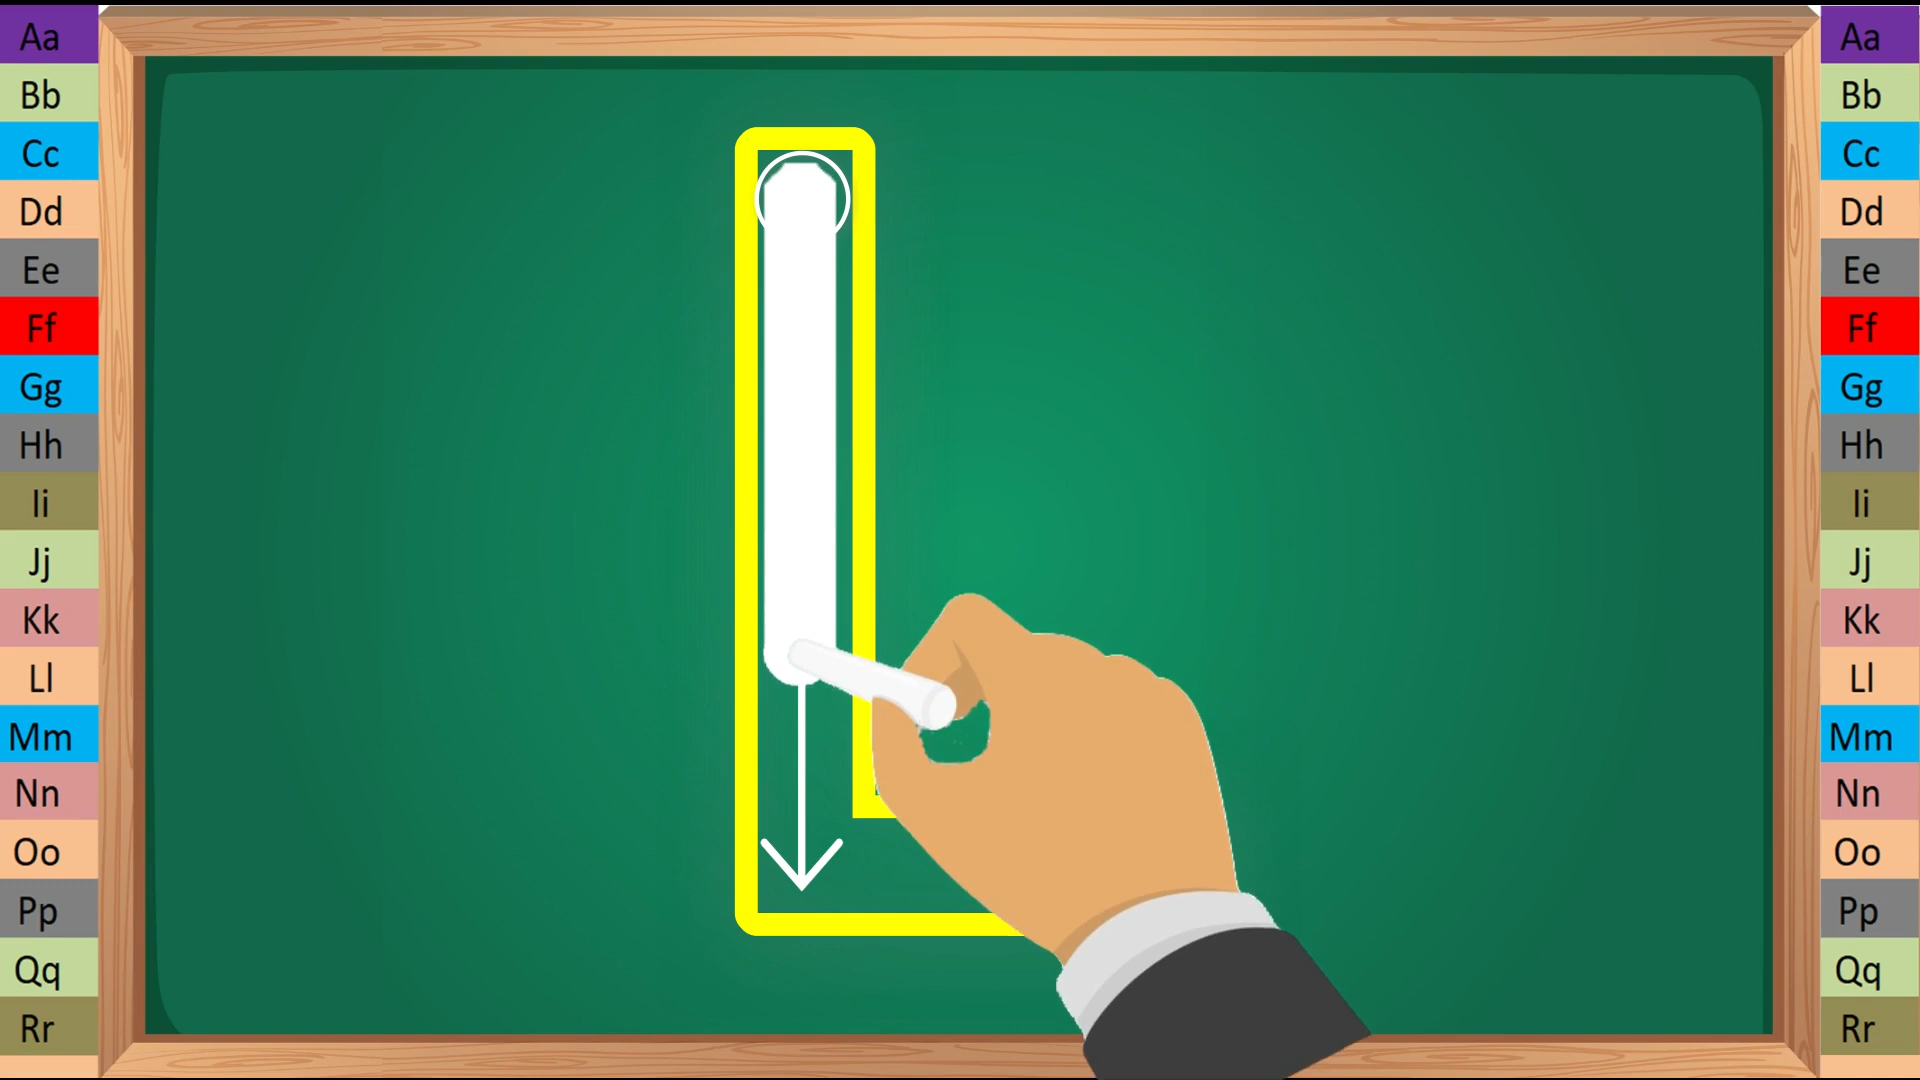 Aa
Bb
Cc
Dd
Ee
Ff
Gg
Hh
Ii
Jj
Kk
Ll
Mm
Nn
Oo
Pp
Qq
Rr
L
Aa
Bb
Cc
Dd
Ee
Ff
Gg
Hh
Ii
Jj
Kk
Ll
Mm
Nn
Oo
Pp
Qq
Rr